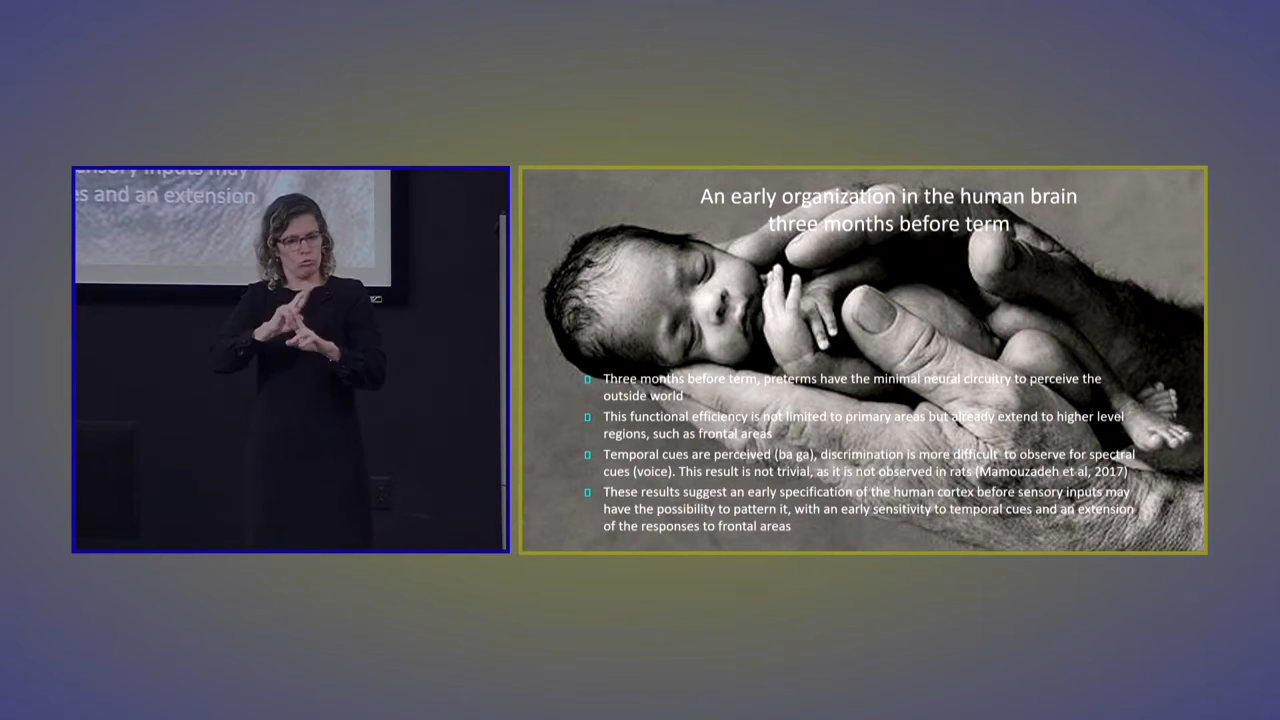 ensory inputs may
es and an extension
An early organization in the human brain
three months before term
Three months before term, preterms have the minimal neural circuitry to perceive the
outside world
This functional efficiency is not limited to primary areas but already extend to higher level
regions, such as frontal areas
Temporal cues are perceived (ba ga), discrimination is more difficult to observe for spectral
cues (voice). This result is not trivial, as it is not observed in rats (Mamouzadeh et al, 2017)
These results suggest an early specification of the human cortex before sensory inputs may
have the possibility to pattern it, with an early sensitivity to temporal cues and an extension
of the responses to frontal areas